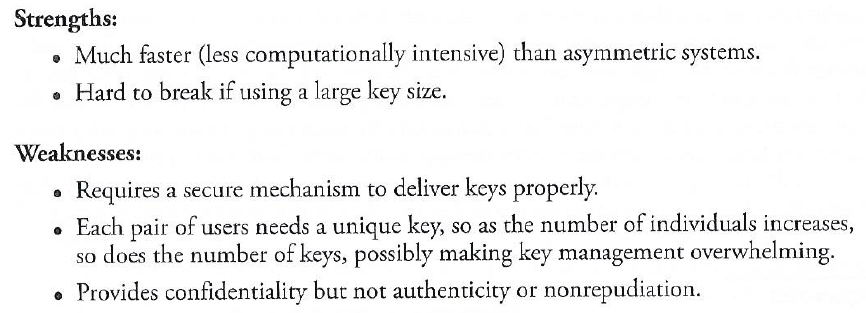 Strengths:
• Much faster (less computationally intensive) than asymmetric systems.
• Hard to break if using a large key size.
Weaknesses:
• Requires a secure mechanism to deliver keys properly.
• Each pair of users needs a unique key, so as the number of individuals increases,
so does the number of keys, possibly making key management overwhelming.
• Provides confidentiality but not authenticity or nonrepudiation.